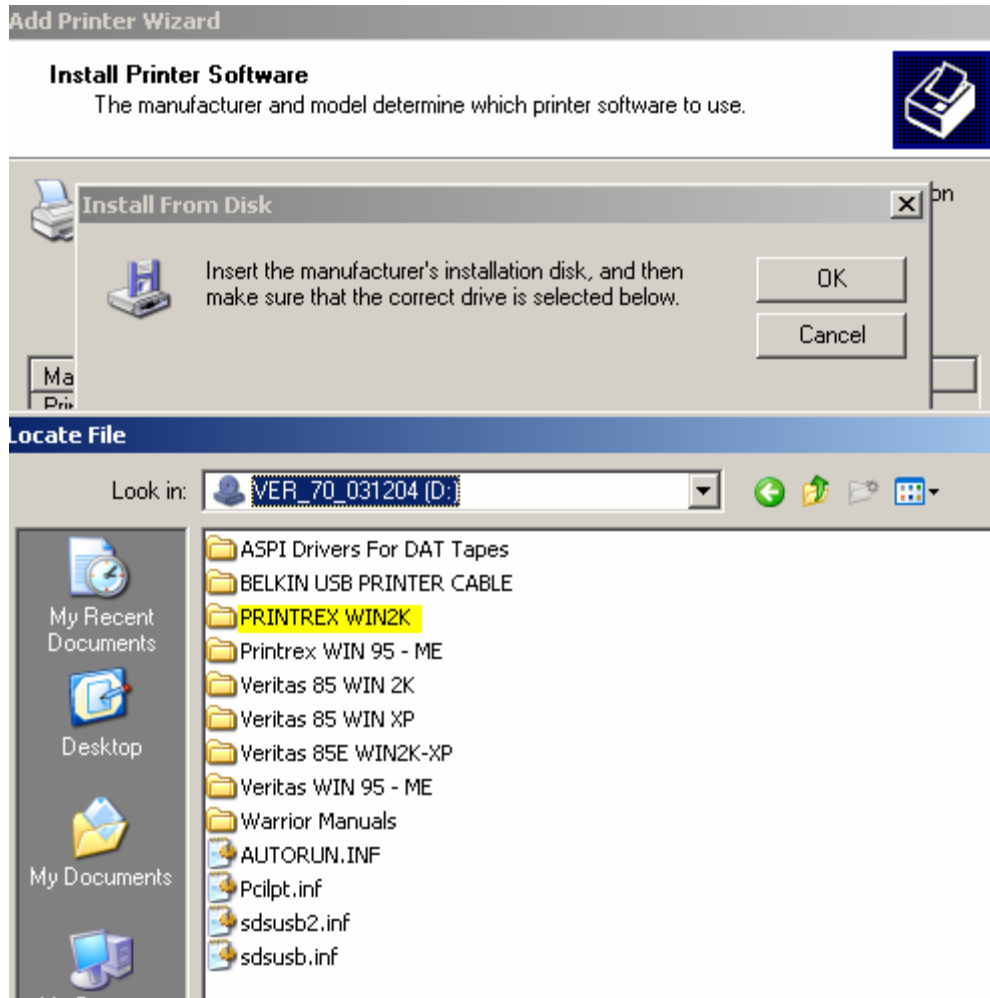 Add Printer Wizard
Install Printer Software
The manufacturer and model determine which printer software to use.
on
Install From Disk
Insert the manufacturer's installation disk, and then
make sure that the correct drive is selected below.
OK
Cancel
Ma
Locate File
Look in:
VER_70_031204 (D:)
ASPI Drivers For DAT Tapes
BELKIN USB PRINTER CABLE
PRINTREX WIN2K
Printrex WIN 95 - ME
Veritas 85 WIN 2K
Veritas 85 WIN XP
Veritas 85E WIN2K-XP
Veritas WIN 95 - ME
Warrior Manuals
AUTORUN.INF
Pcilpt.inf
sdsusb2.inf
sdsusb.inf
My Recent
Documents
Desktop
My Documents